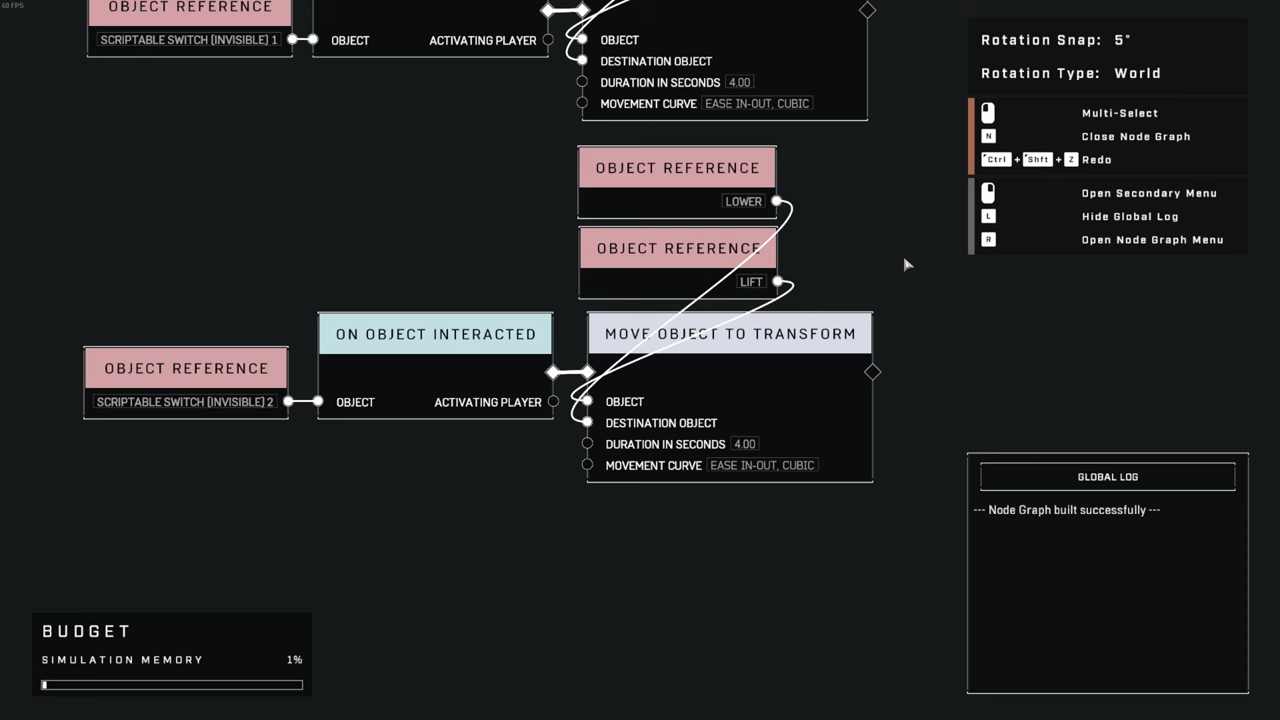 60 FPS
OBJECT REFERENCE
SCRIPTABLE SWITCH [INVISIBLE] 1
OBJECT
ACTIVATING PLAYER
OBJECT
DESTINATION OBJECT
DURATION IN SECONDS 4.00
MOVEMENT CURVE EASE IN-OUT, CUBIC
OBJECT REFERENCE
LOWER
OBJECT REFERENCE
LIFT
ON OBJECT INTERACTED
MOVE OBJECT TO TRANSFORM
OBJECT REFERENCE
SCRIPTABLE SWITCH [INVISIBLE] 2
OBJECT
ACTIVATING PLAYER
OBJECT
DESTINATION OBJECT
DURATION IN SECONDS 4.00
MOVEMENT CURVE EASE IN-OUT, CUBIC
Rotation Snap: 5°
Rotation Type: World
Multi-Select
N Close Node Graph
Ctrl + Shft + Z Redo
Open Secondary Menu
L Hide Global Log
R Open Node Graph Menu
GLOBAL LOG
--- Node Graph built successfully ---
BUDGET
SIMULATION MEMORY 1%